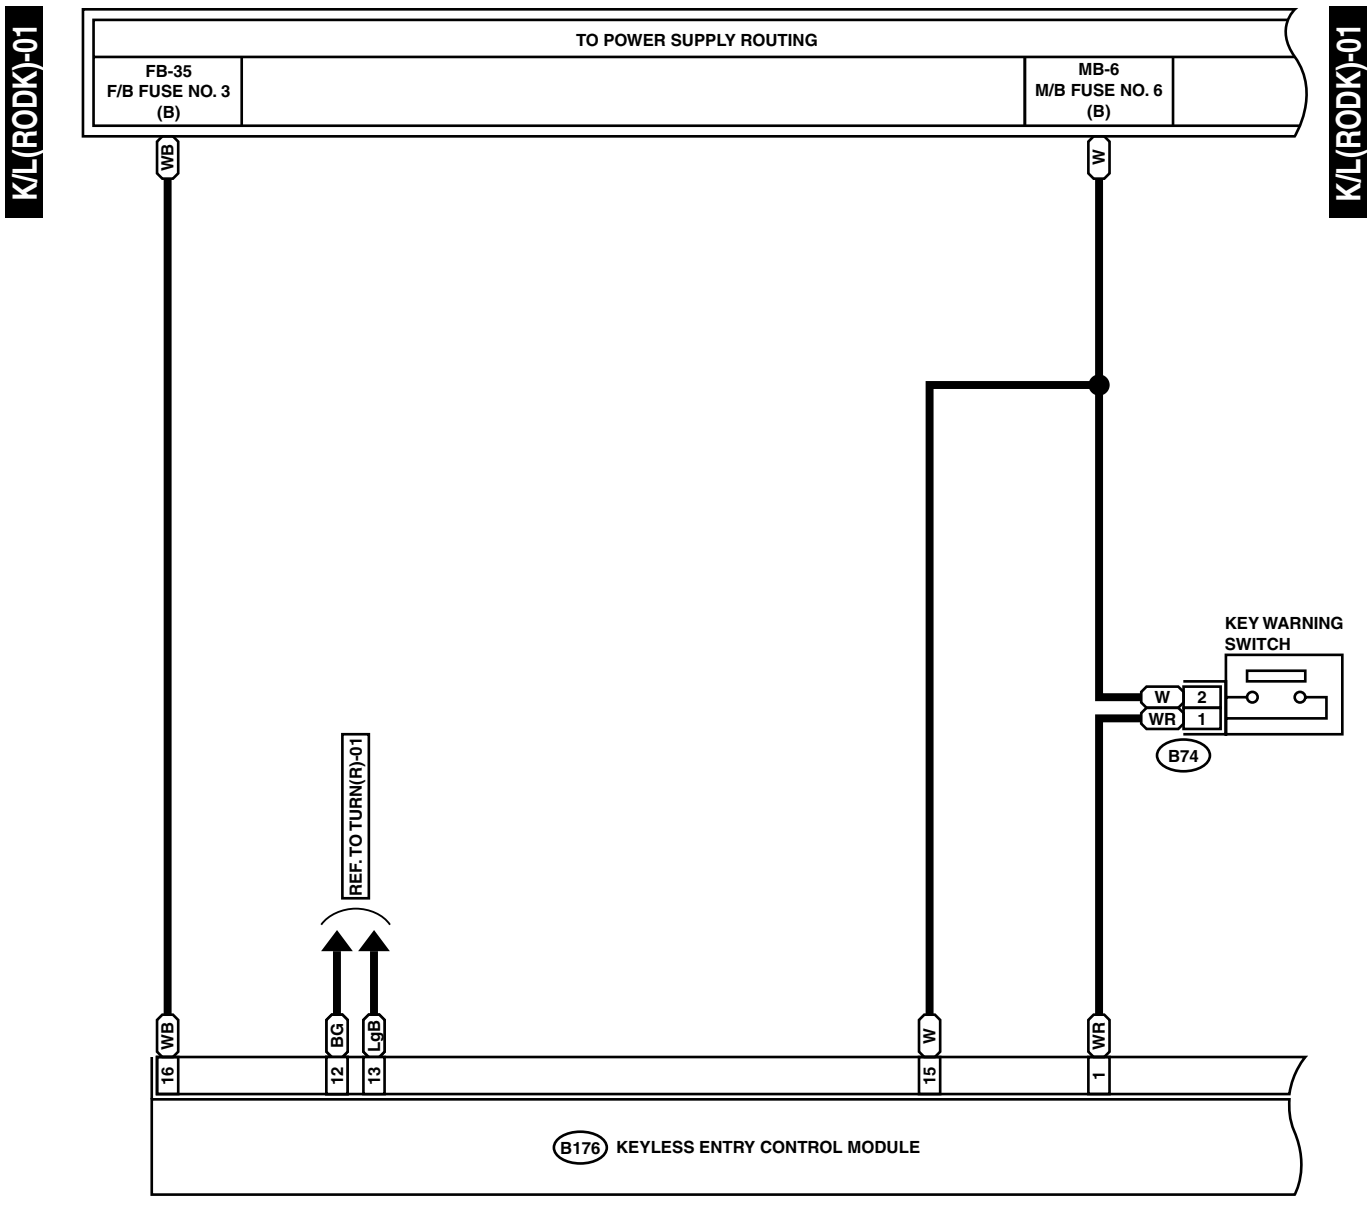 K/L(RODK)-01
K/L(RODK)-01
TO POWER SUPPLY ROUTING
FB-35
F/B FUSE NO. 3
(B)
MB-6
M/B FUSE NO. 6
(B)
WB
W
KEY WARNING
SWITCH
W 2
WR 1
B74
REF. TO TURN(R)-01
WB
BG
LgB
W
WR
16
12
13
15
1
B176 KEYLESS ENTRY CONTROL MODULE